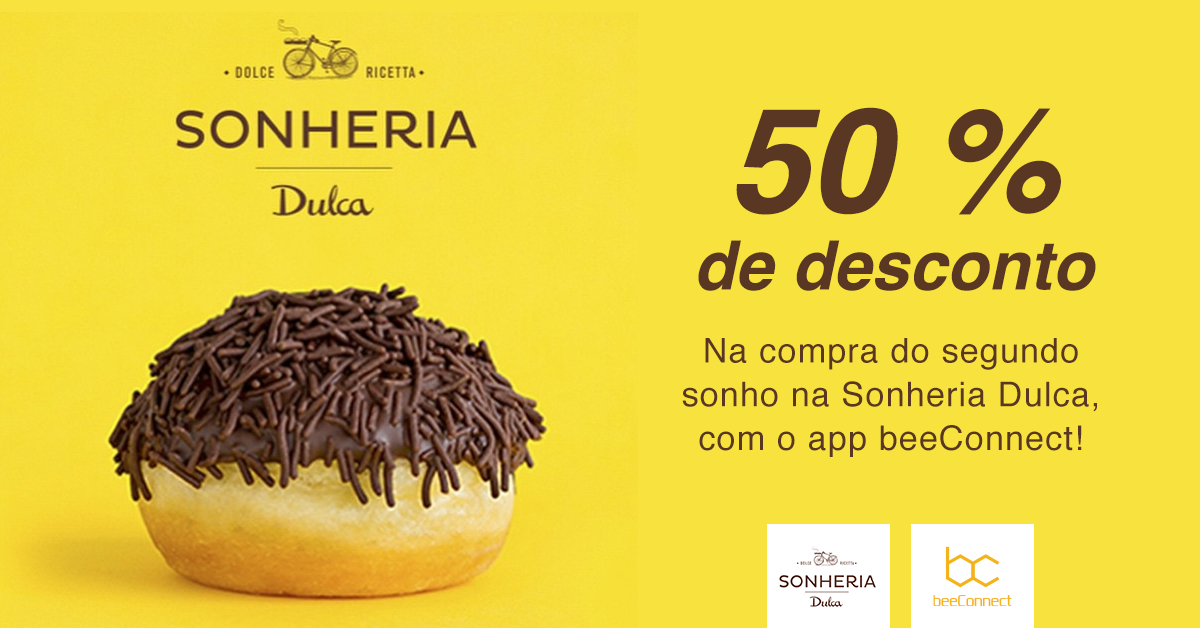 • DOLCE RICETTA •
SONHERIA
Dulca
50 %
de desconto
Na compra do segundo
sonho na Sonheria Dulca,
com o app beeConnect!
• DOLCE RICETTA •
SONHERIA
Dulca
bc
beeConnect